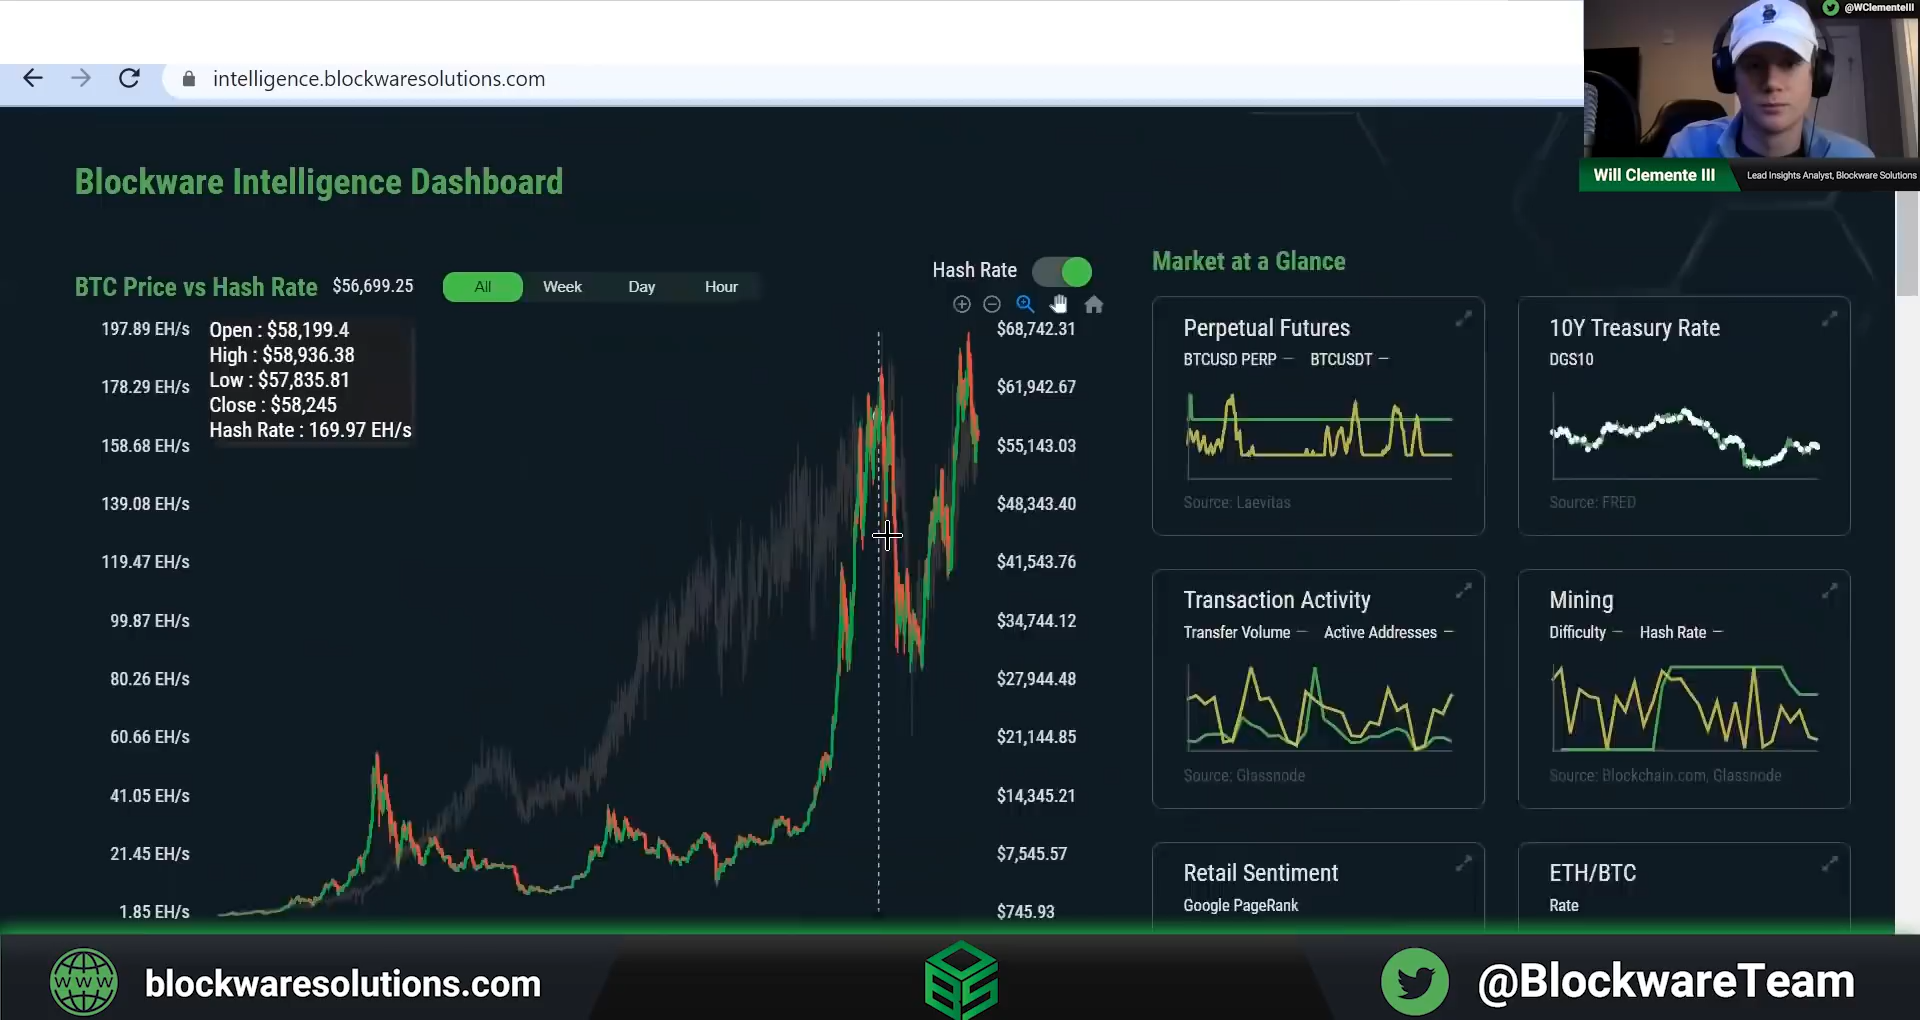 @WClementeIII
intelligence.blockwaresolutions.com
Will Clemente III
Lead Insights Analyst, Blockware Solutions
Blockware Intelligence Dashboard
BTC Price vs Hash Rate $56,699.25
All Week Day Hour
Hash Rate
197.89 EH/s
178.29 EH/s
158.68 EH/s
139.08 EH/s
119.47 EH/s
99.87 EH/s
80.26 EH/s
60.66 EH/s
41.05 EH/s
21.45 EH/s
1.85 EH/s
Open : $58,199.4
High : $58,936.38
Low : $57,835.81
Close : $58,245
Hash Rate : 169.97 EH/s
$68,742.31
$61,942.67
$55,143.03
$48,343.40
$41,543.76
$34,744.12
$27,944.48
$21,144.85
$14,345.21
$7,545.57
$745.93
Market at a Glance
Perpetual Futures
BTCUSD PERP — BTCUSDT —
Source: Laevitas
10Y Treasury Rate
DGS10
Source: FRED
Transaction Activity
Transfer Volume — Active Addresses —
Source: Glassnode
Mining
Difficulty — Hash Rate —
Source: Blockchain.com, Glassnode
Retail Sentiment
Google PageRank
ETH/BTC
Rate
WWW
blockwaresolutions.com
@BlockwareTeam